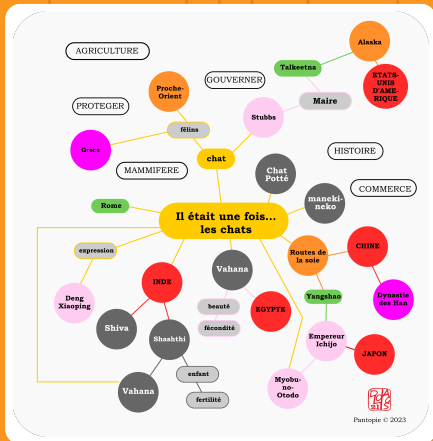 AGRICULTURE
Alaska
Talkeetna
ETATS-
UNIS
D'AME-
RIQUE
GOUVERNER
Proche-
Orient
Maire
PROTEGER
Stubbs
félins
Grecs
HISTOIRE
chat
MAMMIFERE
Chat
Potté
COMMERCE
maneki-
neko
Rome
Il était une fois...
les chats
expression
CHINE
Routes de
la soie
Vahana
INDE
Deng
Xiaoping
Yangshao
Dynastie
des Han
beauté
EGYPTE
fécondité
Shiva
Shashthi
Empereur
Ichijo
JAPON
enfant
Vahana
Myobu-
no-
Otodo
fertilité
Pantopie © 2023